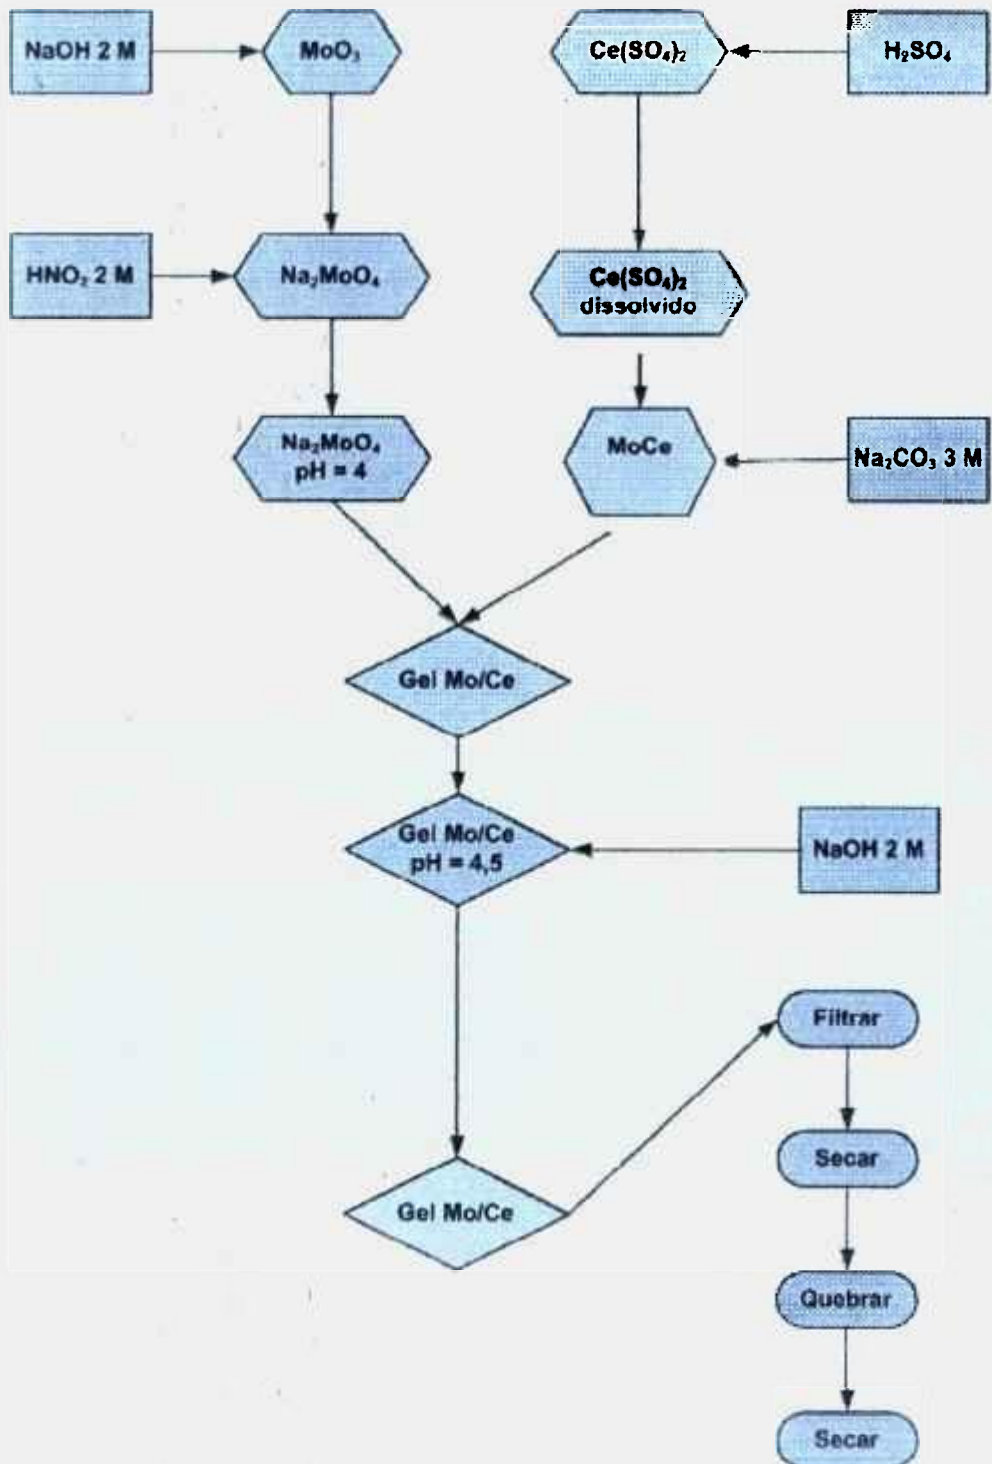 NaOH 2 M
MoO₃
Ce(SO₄)₂
H₂SO₄
HNO₂ 2 M
Na₂MoO₄
Ce(SO₄)₂
dissolvido
Na₂MoO₄
pH = 4
MoCe
Na₂CO₃ 3 M
Gel Mo/Ce
Gel Mo/Ce
pH = 4,5
NaOH 2 M
Filtrar
Secar
Gel Mo/Ce
Quebrar
Secar